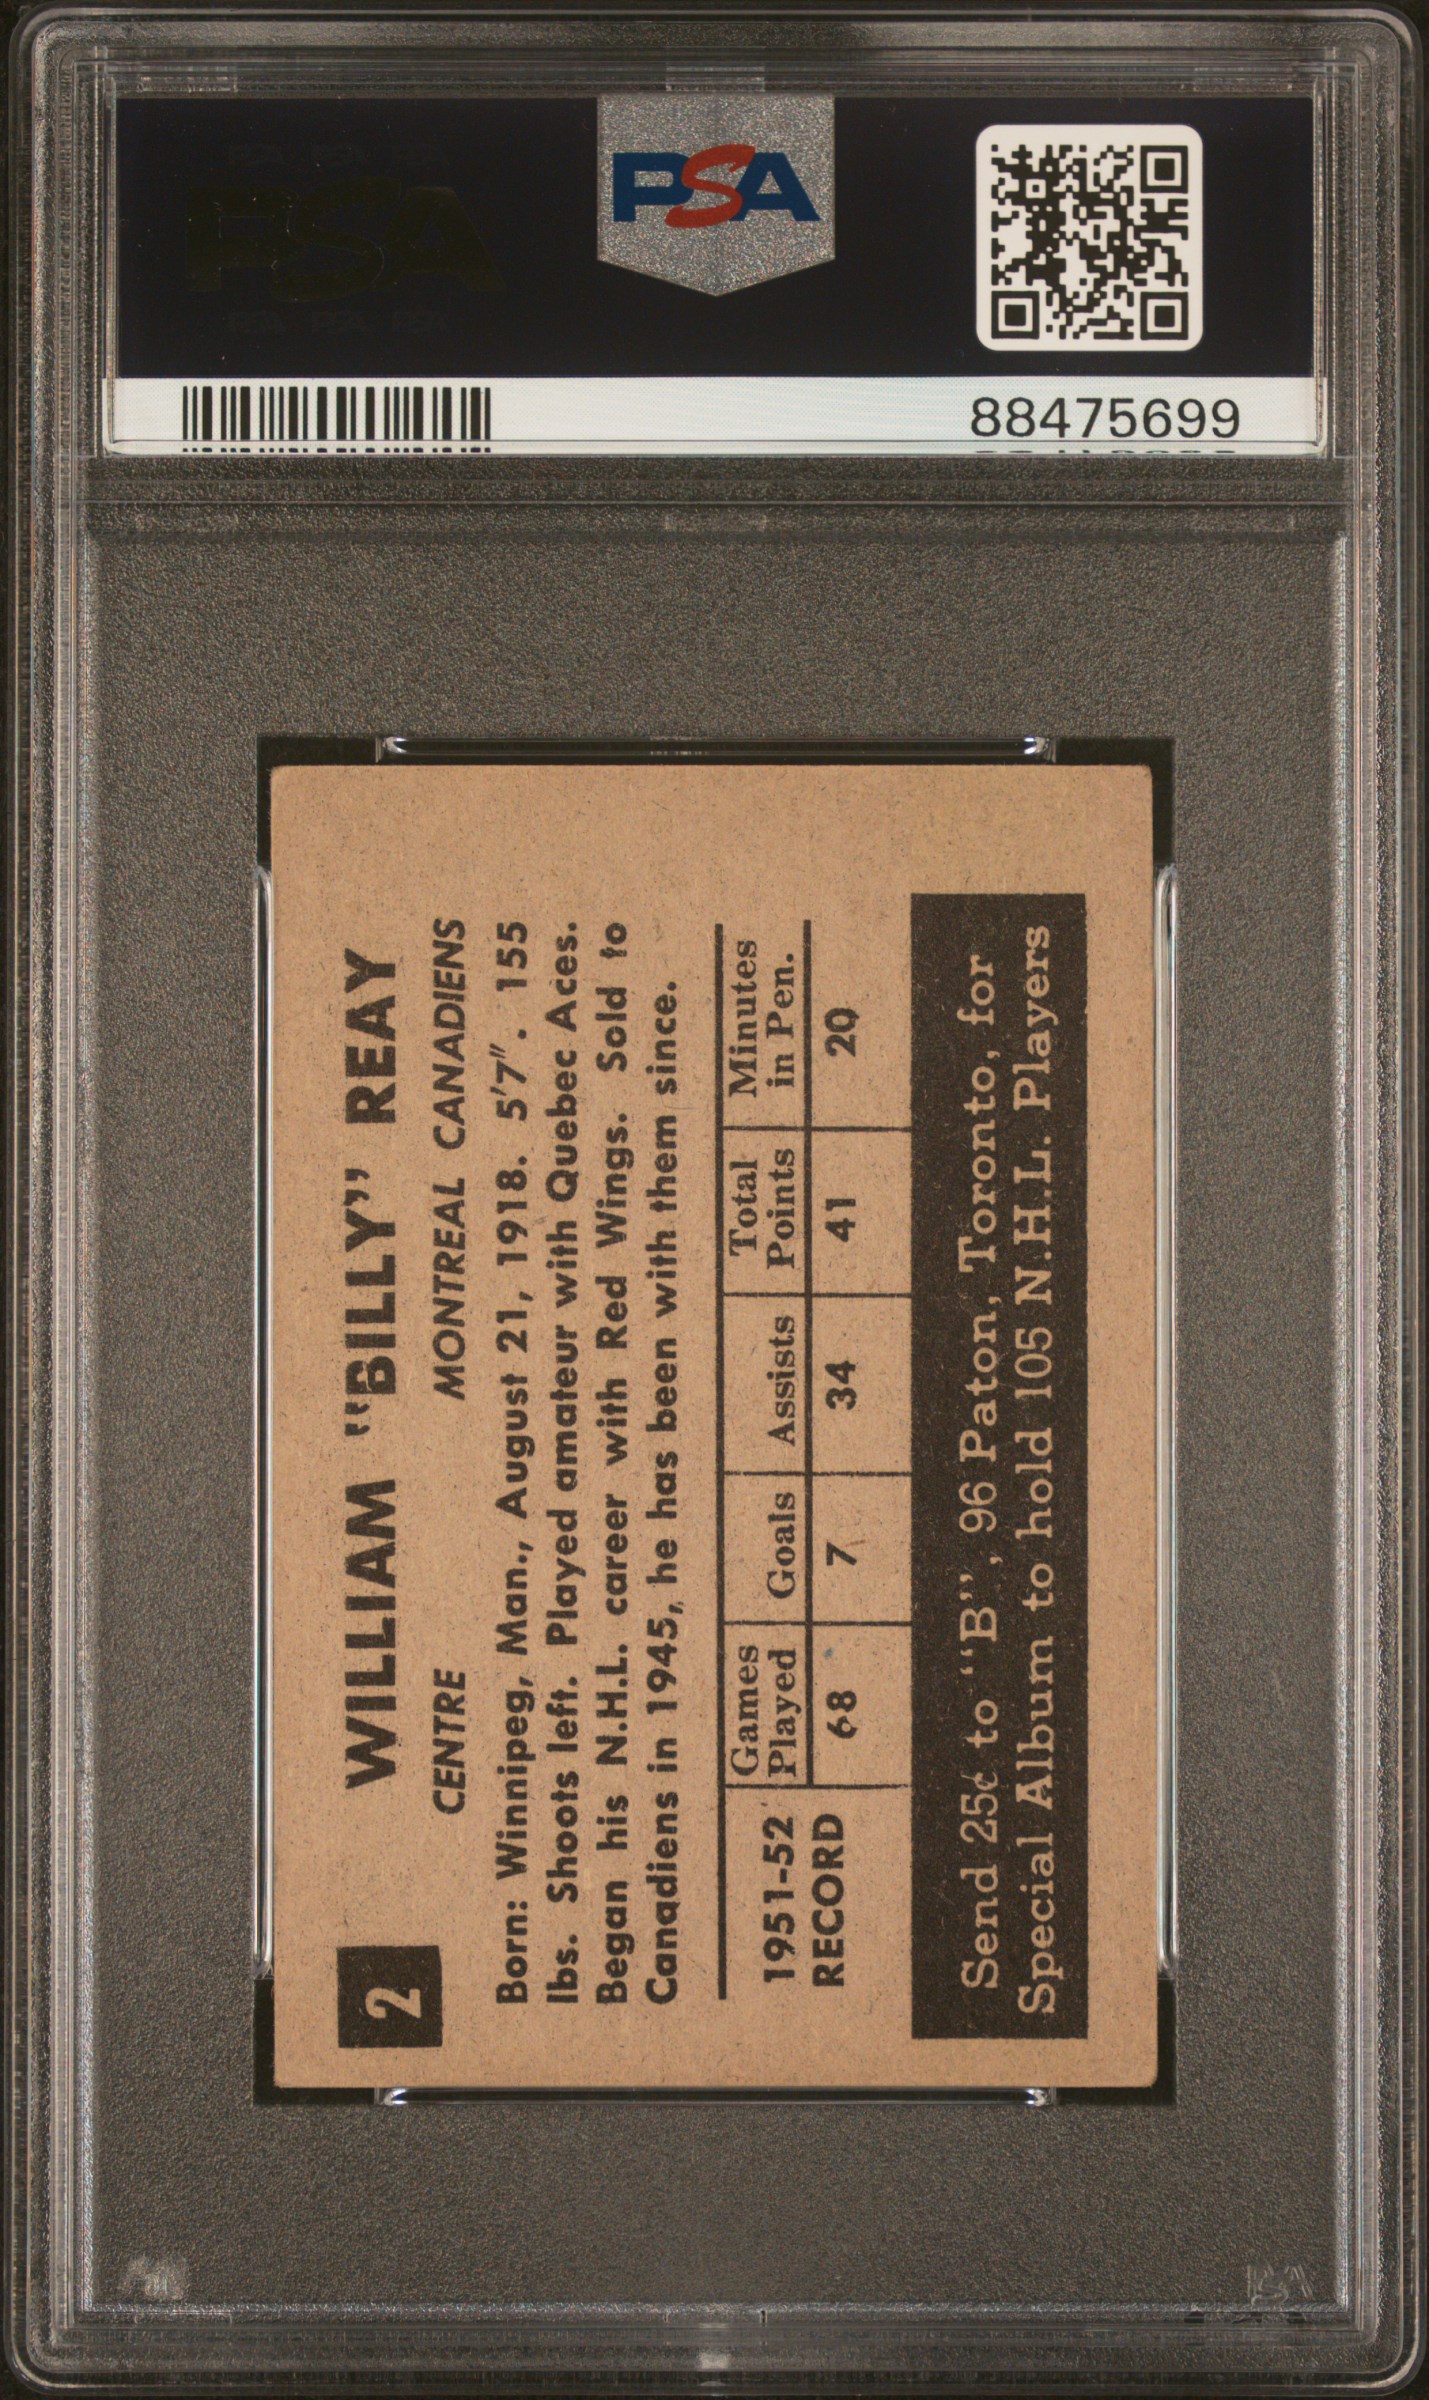 PSA
88475699
2
WILLIAM "BILLY" REAY
CENTRE MONTREAL CANADIENS
Born: Winnipeg, Man., August 21, 1918. 5'7". 155
lbs. Shoots left. Played amateur with Quebec Aces.
Began his N.H.L. career with Red Wings. Sold to
Canadiens in 1945, he has been with them since.
1951-52 RECORD
Games Played Goals Assists Total Points Minutes in Pen.
68 7 34 41 20
Send 25¢ to "B", 96 Paton, Toronto, for
Special Album to hold 105 N.H.L. Players